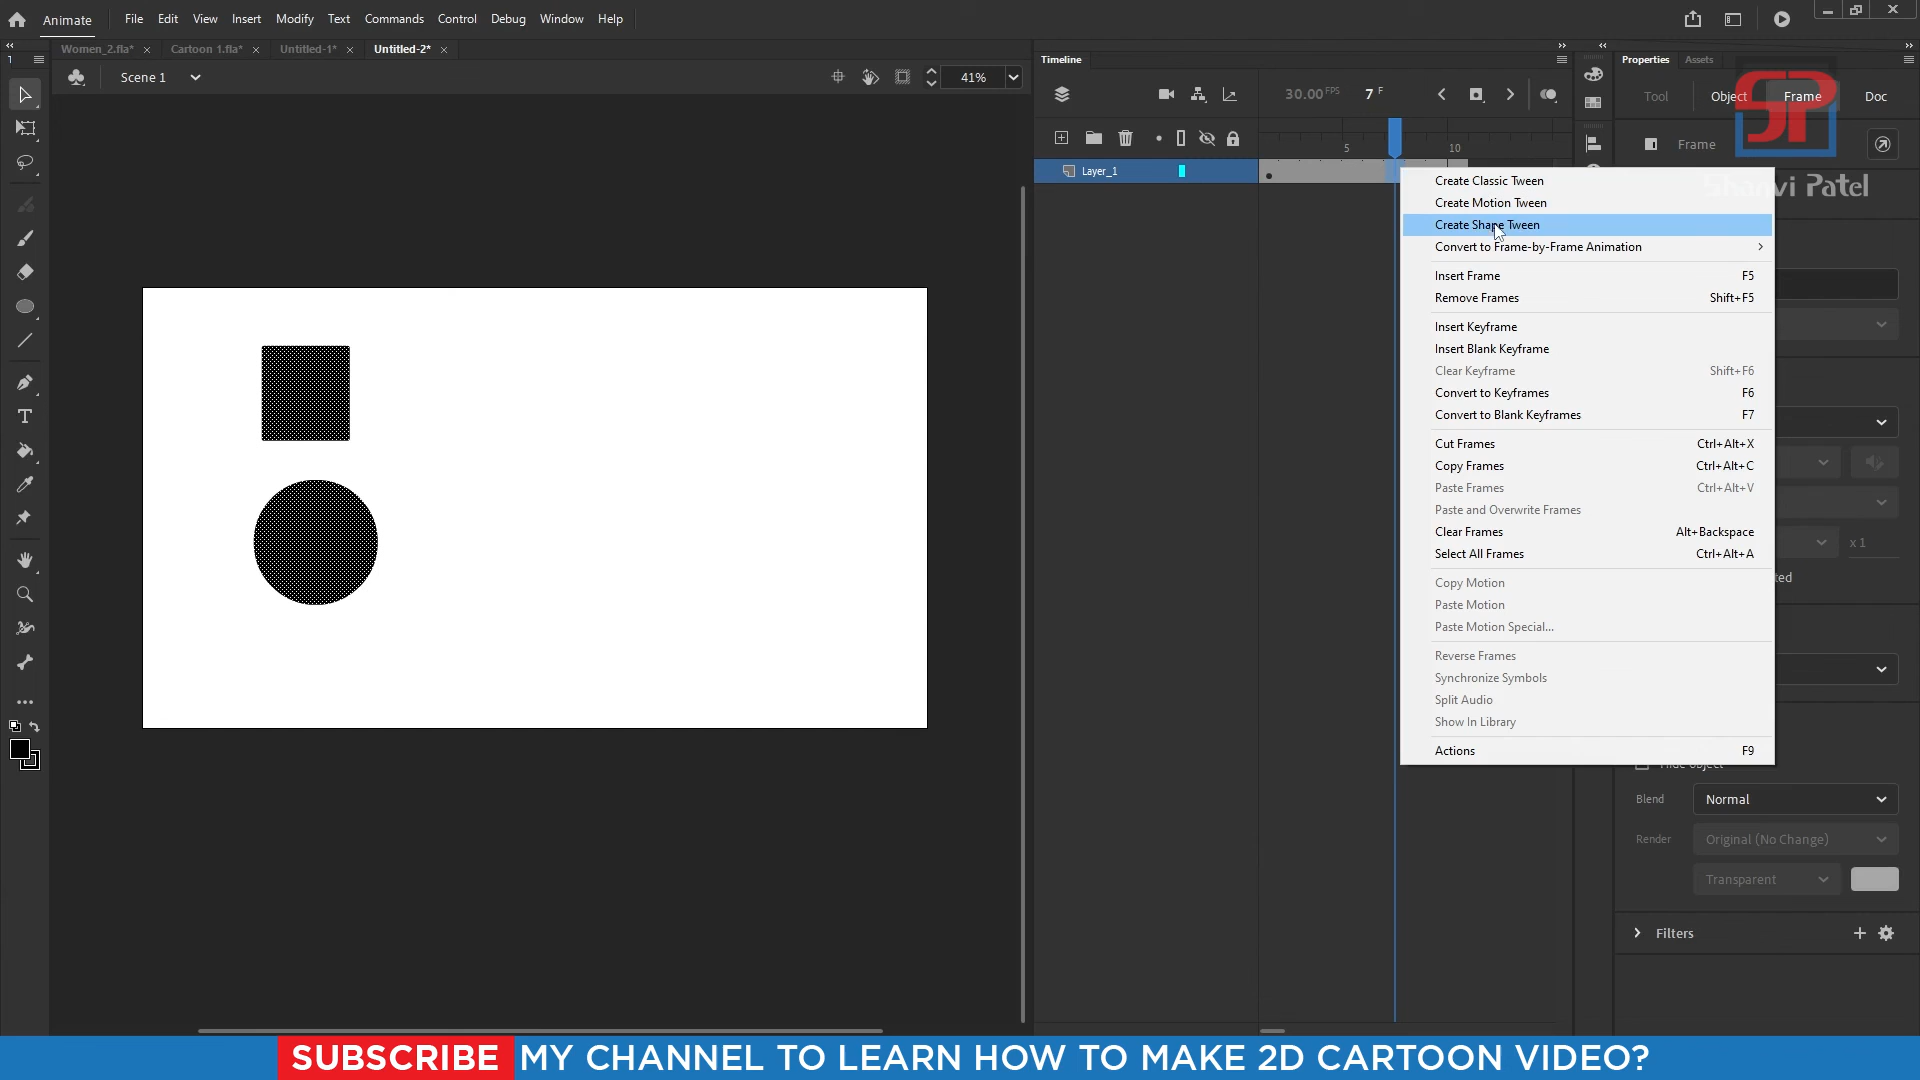 Animate
File Edit View Insert Modify Text Commands Control Debug Window Help
Women_2.fla* Cartoon 1.fla* Untitled-1* Untitled-2*
Timeline
Properties Assets
Scene 1
41%
30.00 FPS 7 F
Tool Object Frame Doc
SP
Shanvi Patel
5 10
Frame
Layer_1
Create Classic Tween
Create Motion Tween
Create Shape Tween
Convert to Frame-by-Frame Animation
Insert Frame F5
Remove Frames Shift+F5
Insert Keyframe
Insert Blank Keyframe
Clear Keyframe Shift+F6
Convert to Keyframes F6
Convert to Blank Keyframes F7
Cut Frames Ctrl+Alt+X
Copy Frames Ctrl+Alt+C
Paste Frames Ctrl+Alt+V
Paste and Overwrite Frames
Clear Frames Alt+Backspace
Select All Frames Ctrl+Alt+A
Copy Motion
Paste Motion
Paste Motion Special...
Reverse Frames
Synchronize Symbols
Split Audio
Show In Library
Actions F9
x 1
Blend Normal
Render Original (No Change)
Transparent
Filters
SUBSCRIBE MY CHANNEL TO LEARN HOW TO MAKE 2D CARTOON VIDEO?